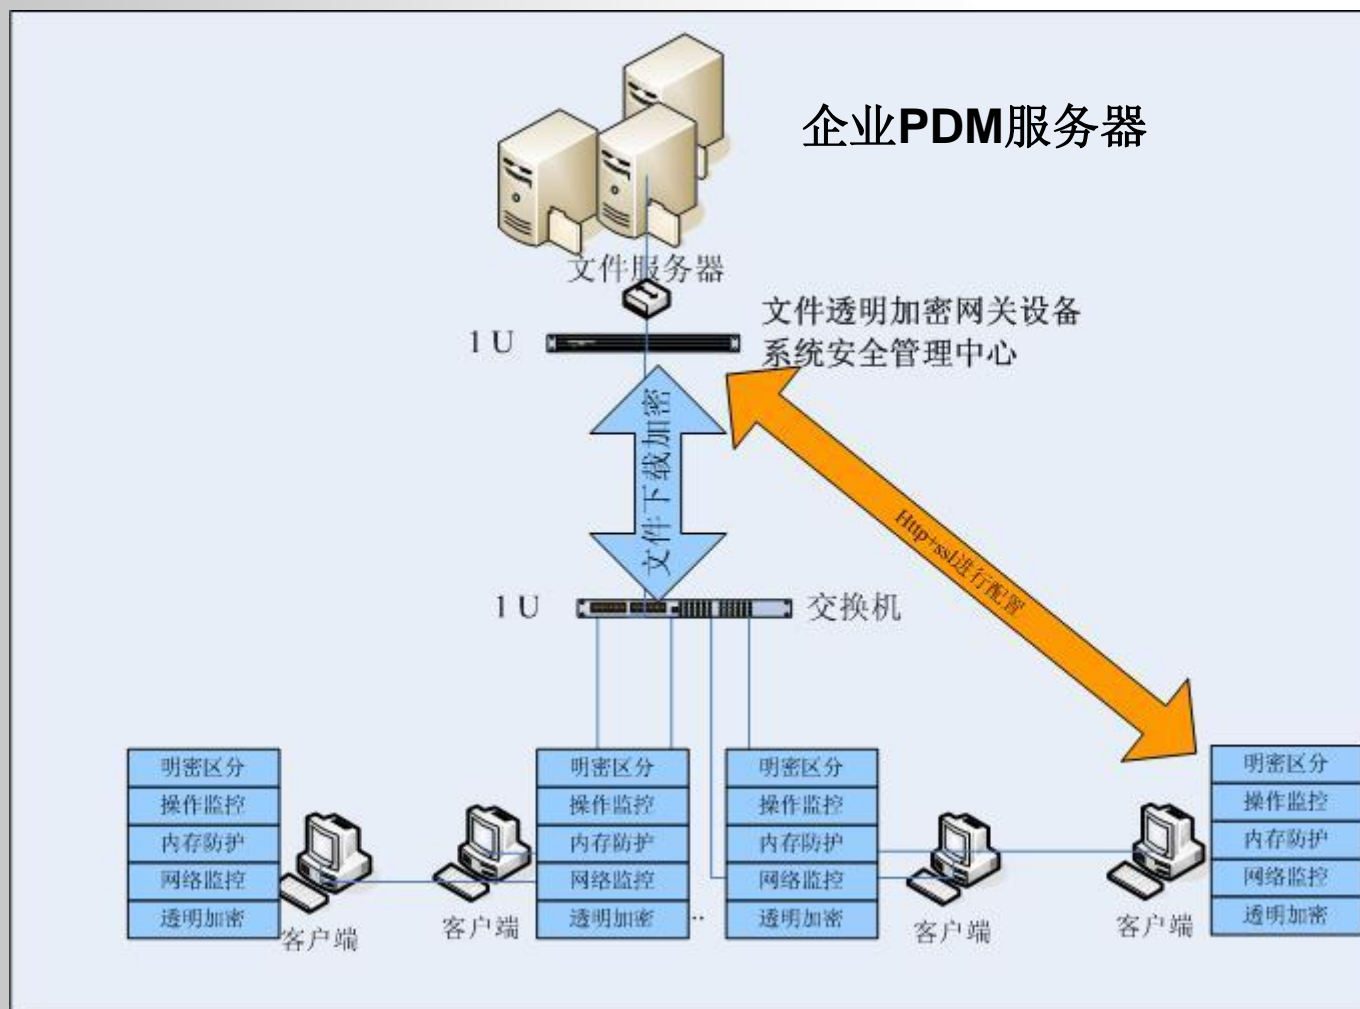 企业PDM服务器
文件服务器
文件透明加密网关设备
1U
系统安全管理中心
文件下载加密
Http+ssl进行配置
1U
交换机
明密区分
操作监控
内存防护
网络监控
透明加密
客户端
客户端
明密区分
操作监控
内存防护
网络监控
透明加密
..
明密区分
操作监控
内存防护
网络监控
透明加密
客户端
客户端
明密区分
操作监控
内存防护
网络监控
透明加密